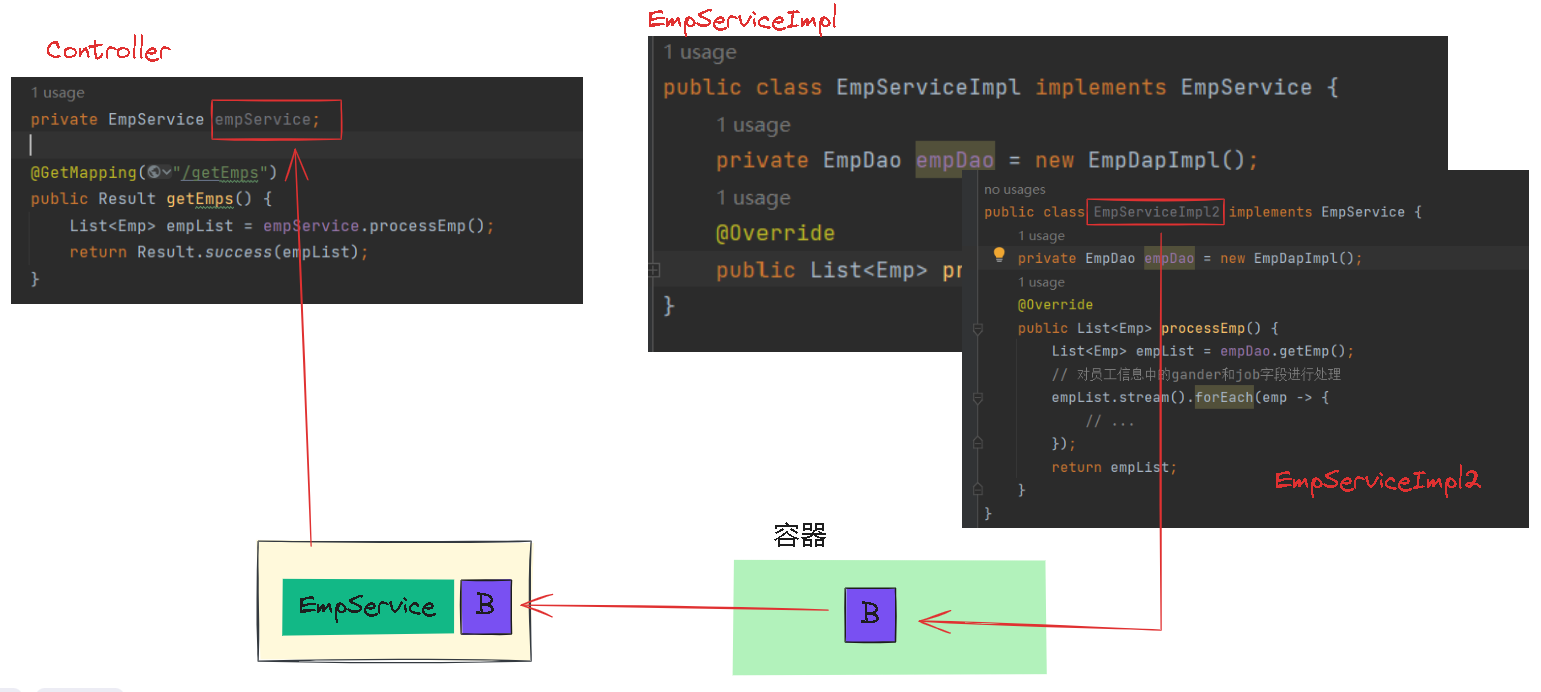 Controller
1 usage
private EmpService empService;
@GetMapping("/getEmps")
public Result getEmps() {
List<Emp> empList = empService.processEmp();
return Result.success(empList);
}
EmpServiceImpl
1 usage
public class EmpServiceImpl implements EmpService {
1 usage
private EmpDao empDao = new EmpDapImpl();
1 usage
@Override
public List<Emp> pr
}
no usages
public class EmpServiceImpl2 implements EmpService {
1 usage
private EmpDao empDao = new EmpDapImpl();
1 usage
@Override
public List<Emp> processEmp() {
List<Emp> empList = empDao.getEmp();
// 对员工信息中的gander和job字段进行处理
empList.stream().forEach(emp -> {
// ...
});
return empList;
}
}
EmpServiceImpl2
容器
EmpService
B
B